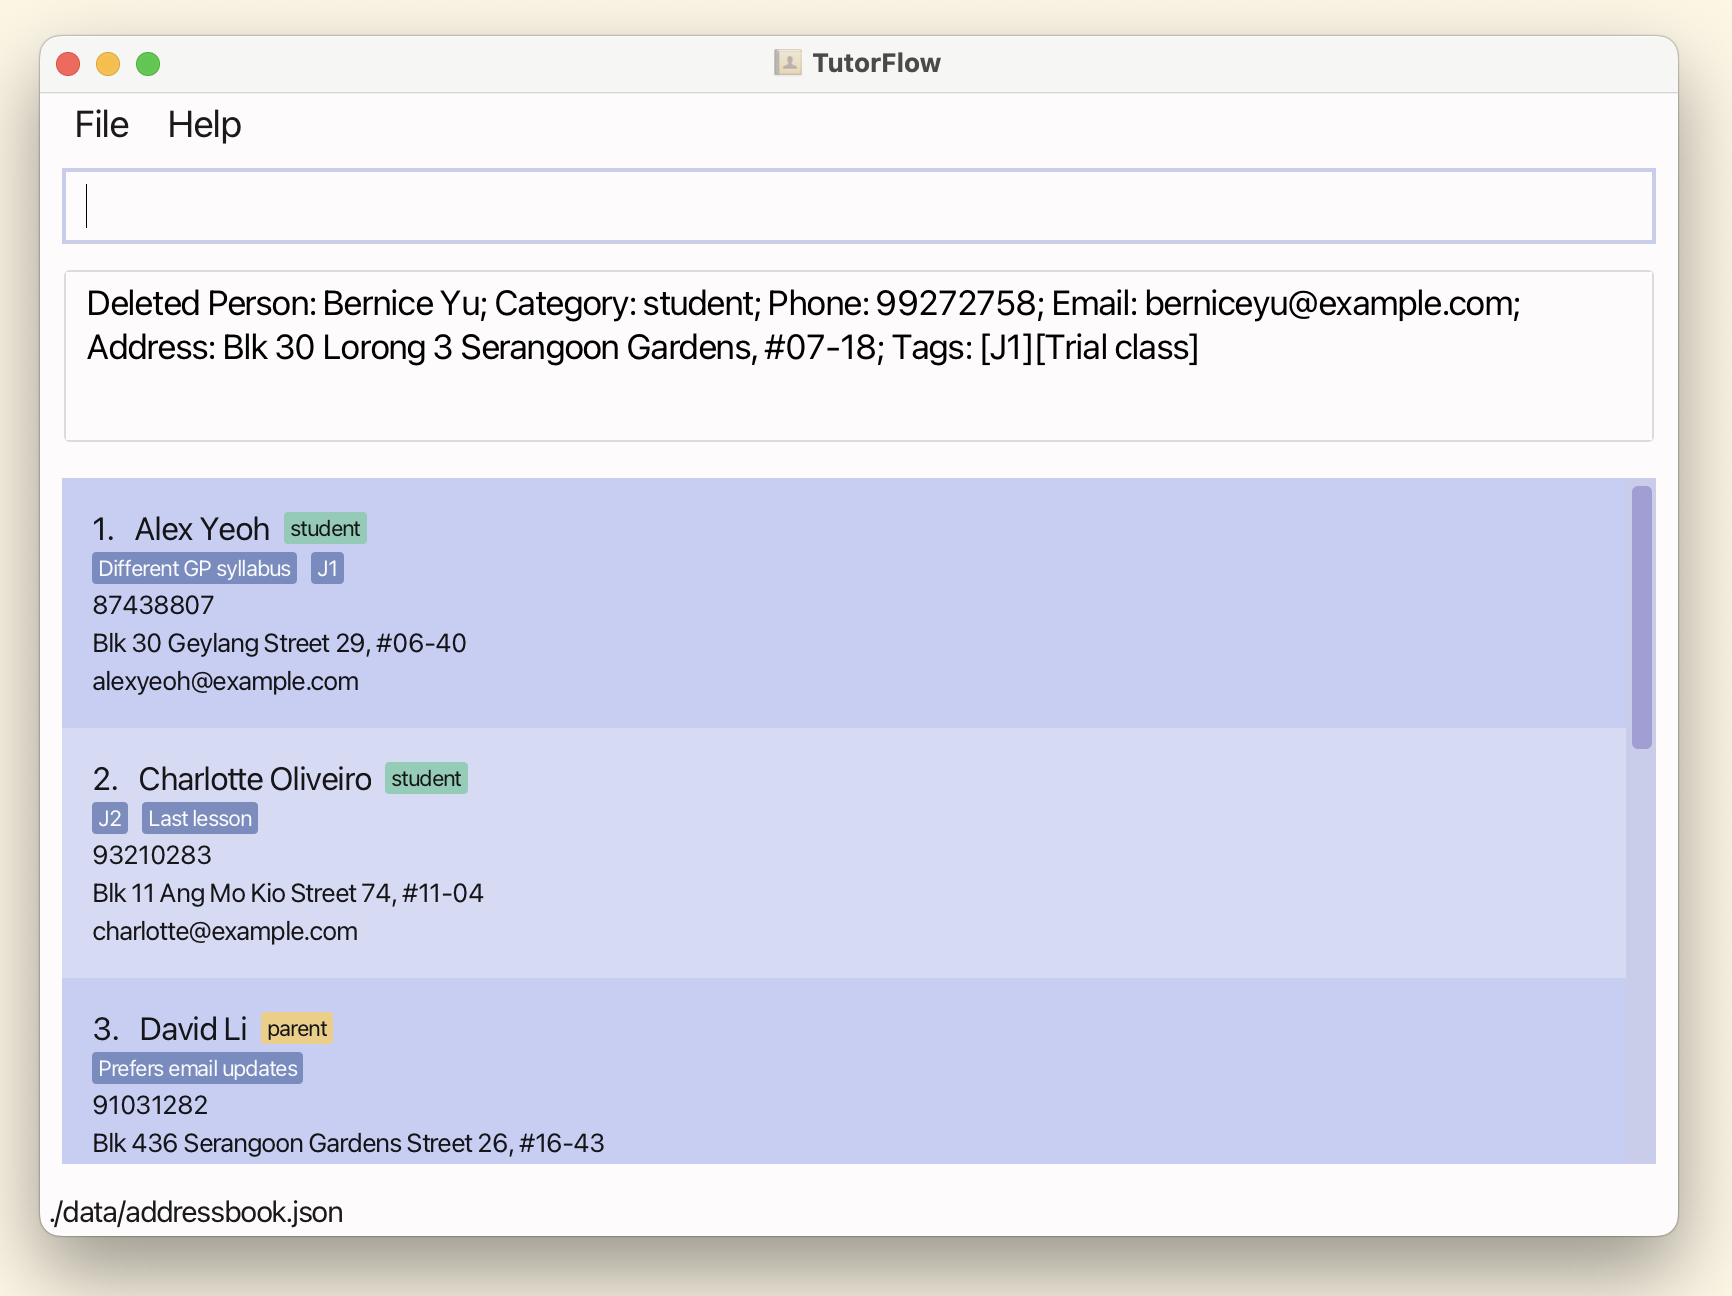 TutorFlow
File Help
Deleted Person: Bernice Yu; Category: student; Phone: 99272758; Email: berniceyu@example.com;
Address: Blk 30 Lorong 3 Serangoon Gardens, #07-18; Tags: [J1][Trial class]
1. Alex Yeoh student
Different GP syllabus J1
87438807
Blk 30 Geylang Street 29, #06-40
alexyeoh@example.com
2. Charlotte Oliveiro student
J2 Last lesson
93210283
Blk 11 Ang Mo Kio Street 74, #11-04
charlotte@example.com
3. David Li parent
Prefers email updates
91031282
Blk 436 Serangoon Gardens Street 26, #16-43
./data/addressbook.json